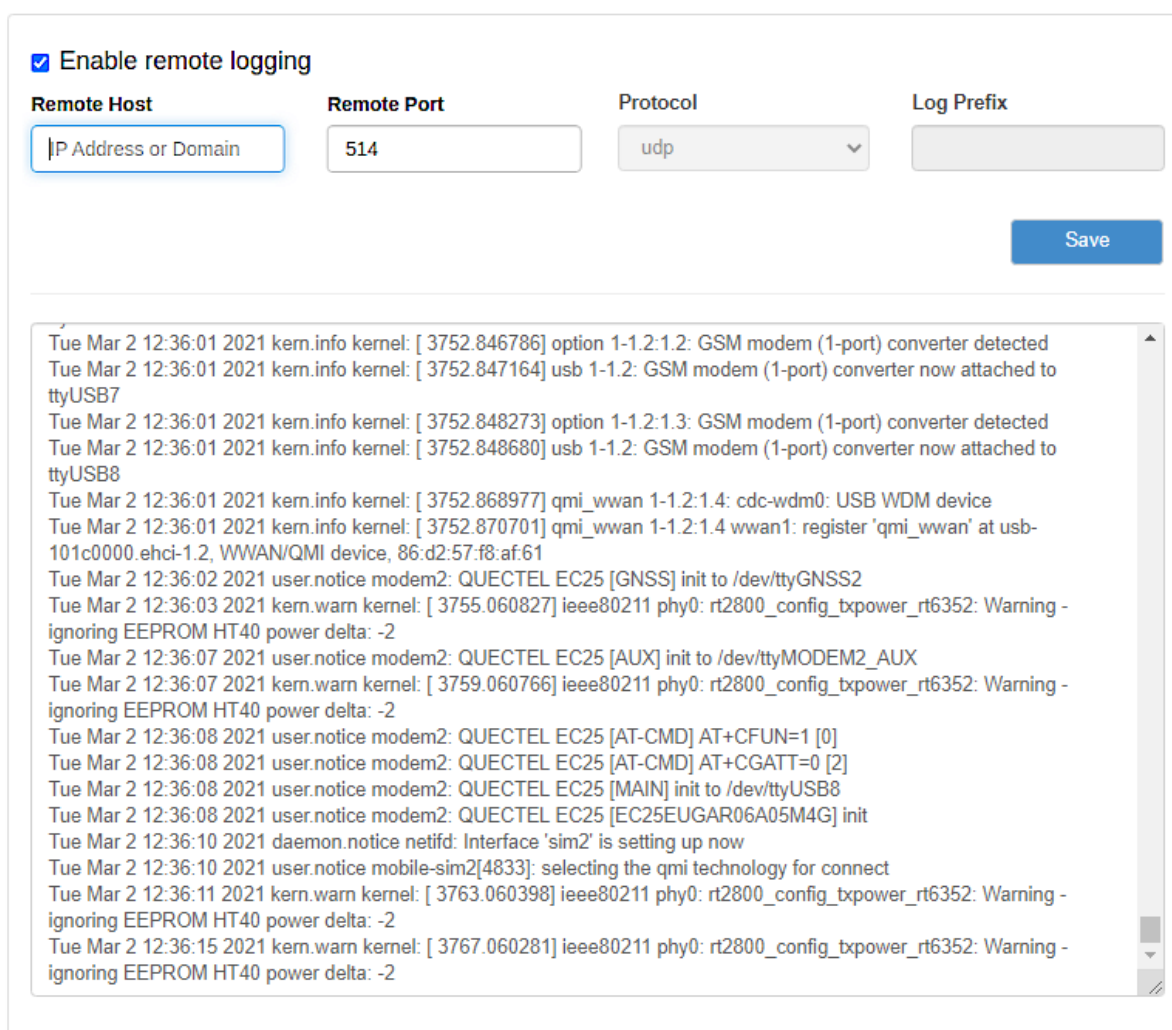 Enable remote logging
Remote Host
Remote Port
Protocol
Log Prefix
IP Address or Domain
514
udp
Save
Tue Mar 2 12:36:01 2021 kern.info kernel: [ 3752.846786] option 1-1.2:1.2: GSM modem (1-port) converter detected
Tue Mar 2 12:36:01 2021 kern.info kernel: [ 3752.847164] usb 1-1.2: GSM modem (1-port) converter now attached to
ttyUSB7
Tue Mar 2 12:36:01 2021 kern.info kernel: [ 3752.848273] option 1-1.2:1.3: GSM modem (1-port) converter detected
Tue Mar 2 12:36:01 2021 kern.info kernel: [ 3752.848680] usb 1-1.2: GSM modem (1-port) converter now attached to
ttyUSB8
Tue Mar 2 12:36:01 2021 kern.info kernel: [ 3752.868977] qmi_wwan 1-1.2:1.4: cdc-wdm0: USB WDM device
Tue Mar 2 12:36:01 2021 kern.info kernel: [ 3752.870701] qmi_wwan 1-1.2:1.4 wwan1: register 'qmi_wwan' at usb-
101c0000.ehci-1.2, WWAN/QMI device, 86:d2:57:f8:af:61
Tue Mar 2 12:36:02 2021 user.notice modem2: QUECTEL EC25 [GNSS] init to /dev/ttyGNSS2
Tue Mar 2 12:36:03 2021 kern.warn kernel: [ 3755.060827] ieee80211 phy0: rt2800_config_txpower_rt6352: Warning -
ignoring EEPROM HT40 power delta: -2
Tue Mar 2 12:36:07 2021 user.notice modem2: QUECTEL EC25 [AUX] init to /dev/ttyMODEM2_AUX
Tue Mar 2 12:36:07 2021 kern.warn kernel: [ 3759.060766] ieee80211 phy0: rt2800_config_txpower_rt6352: Warning -
ignoring EEPROM HT40 power delta: -2
Tue Mar 2 12:36:08 2021 user.notice modem2: QUECTEL EC25 [AT-CMD] AT+CFUN=1 [0]
Tue Mar 2 12:36:08 2021 user.notice modem2: QUECTEL EC25 [AT-CMD] AT+CGATT=0 [2]
Tue Mar 2 12:36:08 2021 user.notice modem2: QUECTEL EC25 [MAIN] init to /dev/ttyUSB8
Tue Mar 2 12:36:08 2021 user.notice modem2: QUECTEL EC25 [EC25EUGAR06A05M4G] init
Tue Mar 2 12:36:10 2021 daemon.notice netifd: Interface 'sim2' is setting up now
Tue Mar 2 12:36:10 2021 user.notice mobile-sim2[4833]: selecting the qmi technology for connect
Tue Mar 2 12:36:11 2021 kern.warn kernel: [ 3763.060398] ieee80211 phy0: rt2800_config_txpower_rt6352: Warning -
ignoring EEPROM HT40 power delta: -2
Tue Mar 2 12:36:15 2021 kern.warn kernel: [ 3767.060281] ieee80211 phy0: rt2800_config_txpower_rt6352: Warning -
ignoring EEPROM HT40 power delta: -2